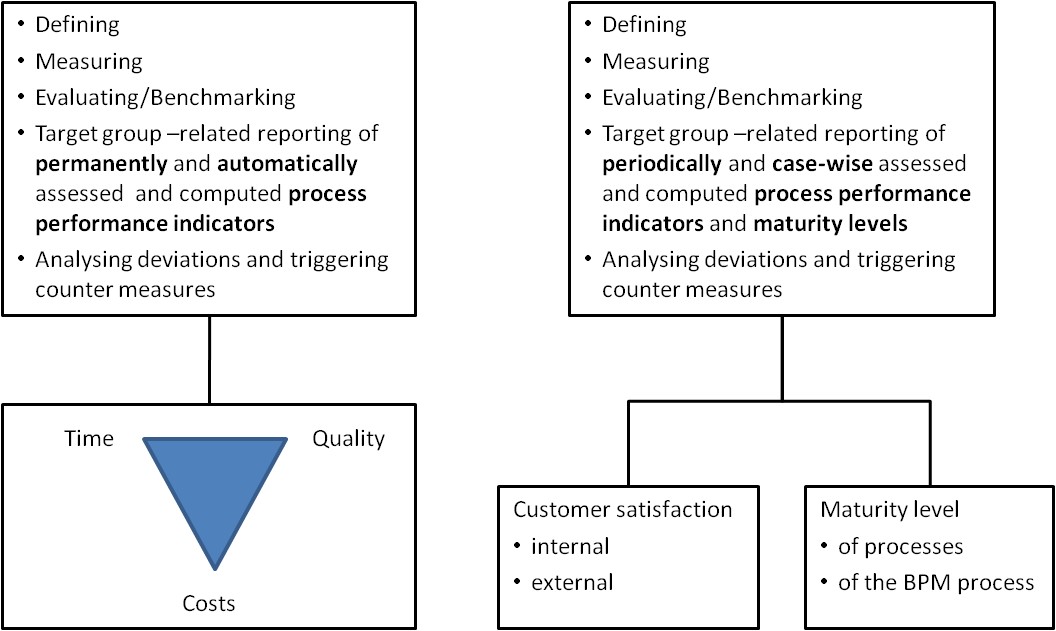 • Defining
• Measuring
• Evaluating/Benchmarking
• Target group –related reporting of
permanently and automatically
assessed  and computed process
performance indicators
• Analysing deviations and triggering
counter measures
Time
Quality
Costs
• Defining
• Measuring
• Evaluating/Benchmarking
• Target group –related reporting of
periodically and case-wise assessed
and computed process performance
indicators and maturity levels
• Analysing deviations and triggering
counter measures
Customer satisfaction
• internal
• external
Maturity level
• of processes
• of the BPM process